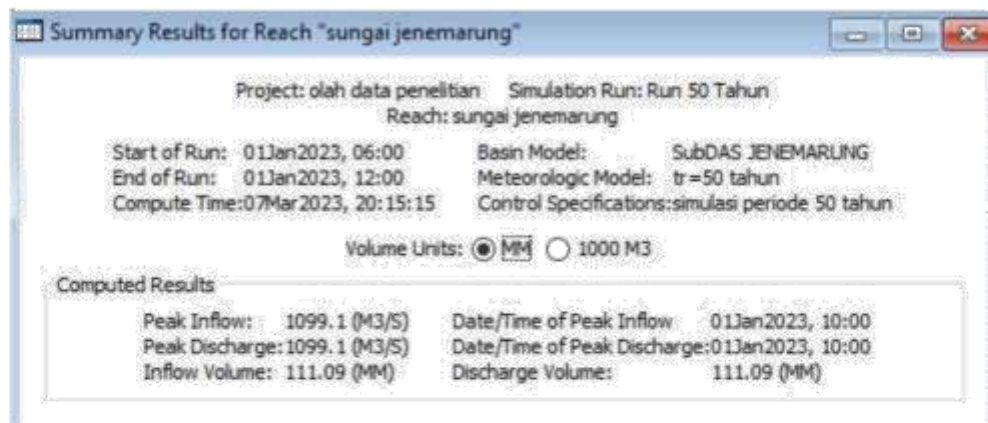 Summary Results for Reach "sungai jenemarung"
Project: olah data penelitian Simulation Run: Run 50 Tahun
Reach: sungai jenemarung
Start of Run: 01Jan2023, 06:00 Basin Model: SubDAS JENEMARUNG
End of Run: 01Jan2023, 12:00 Meteorologic Model: tr=50 tahun
Compute Time:07Mar2023, 20:15:15 Control Specifications:simulasi periode 50 tahun
Volume Units: MM 1000 M3
Computed Results
Peak Inflow: 1099.1 (M3/S) Date/Time of Peak Inflow 01Jan2023, 10:00
Peak Discharge:1099.1 (M3/S) Date/Time of Peak Discharge:01Jan2023, 10:00
Inflow Volume: 111.09 (MM) Discharge Volume: 111.09 (MM)